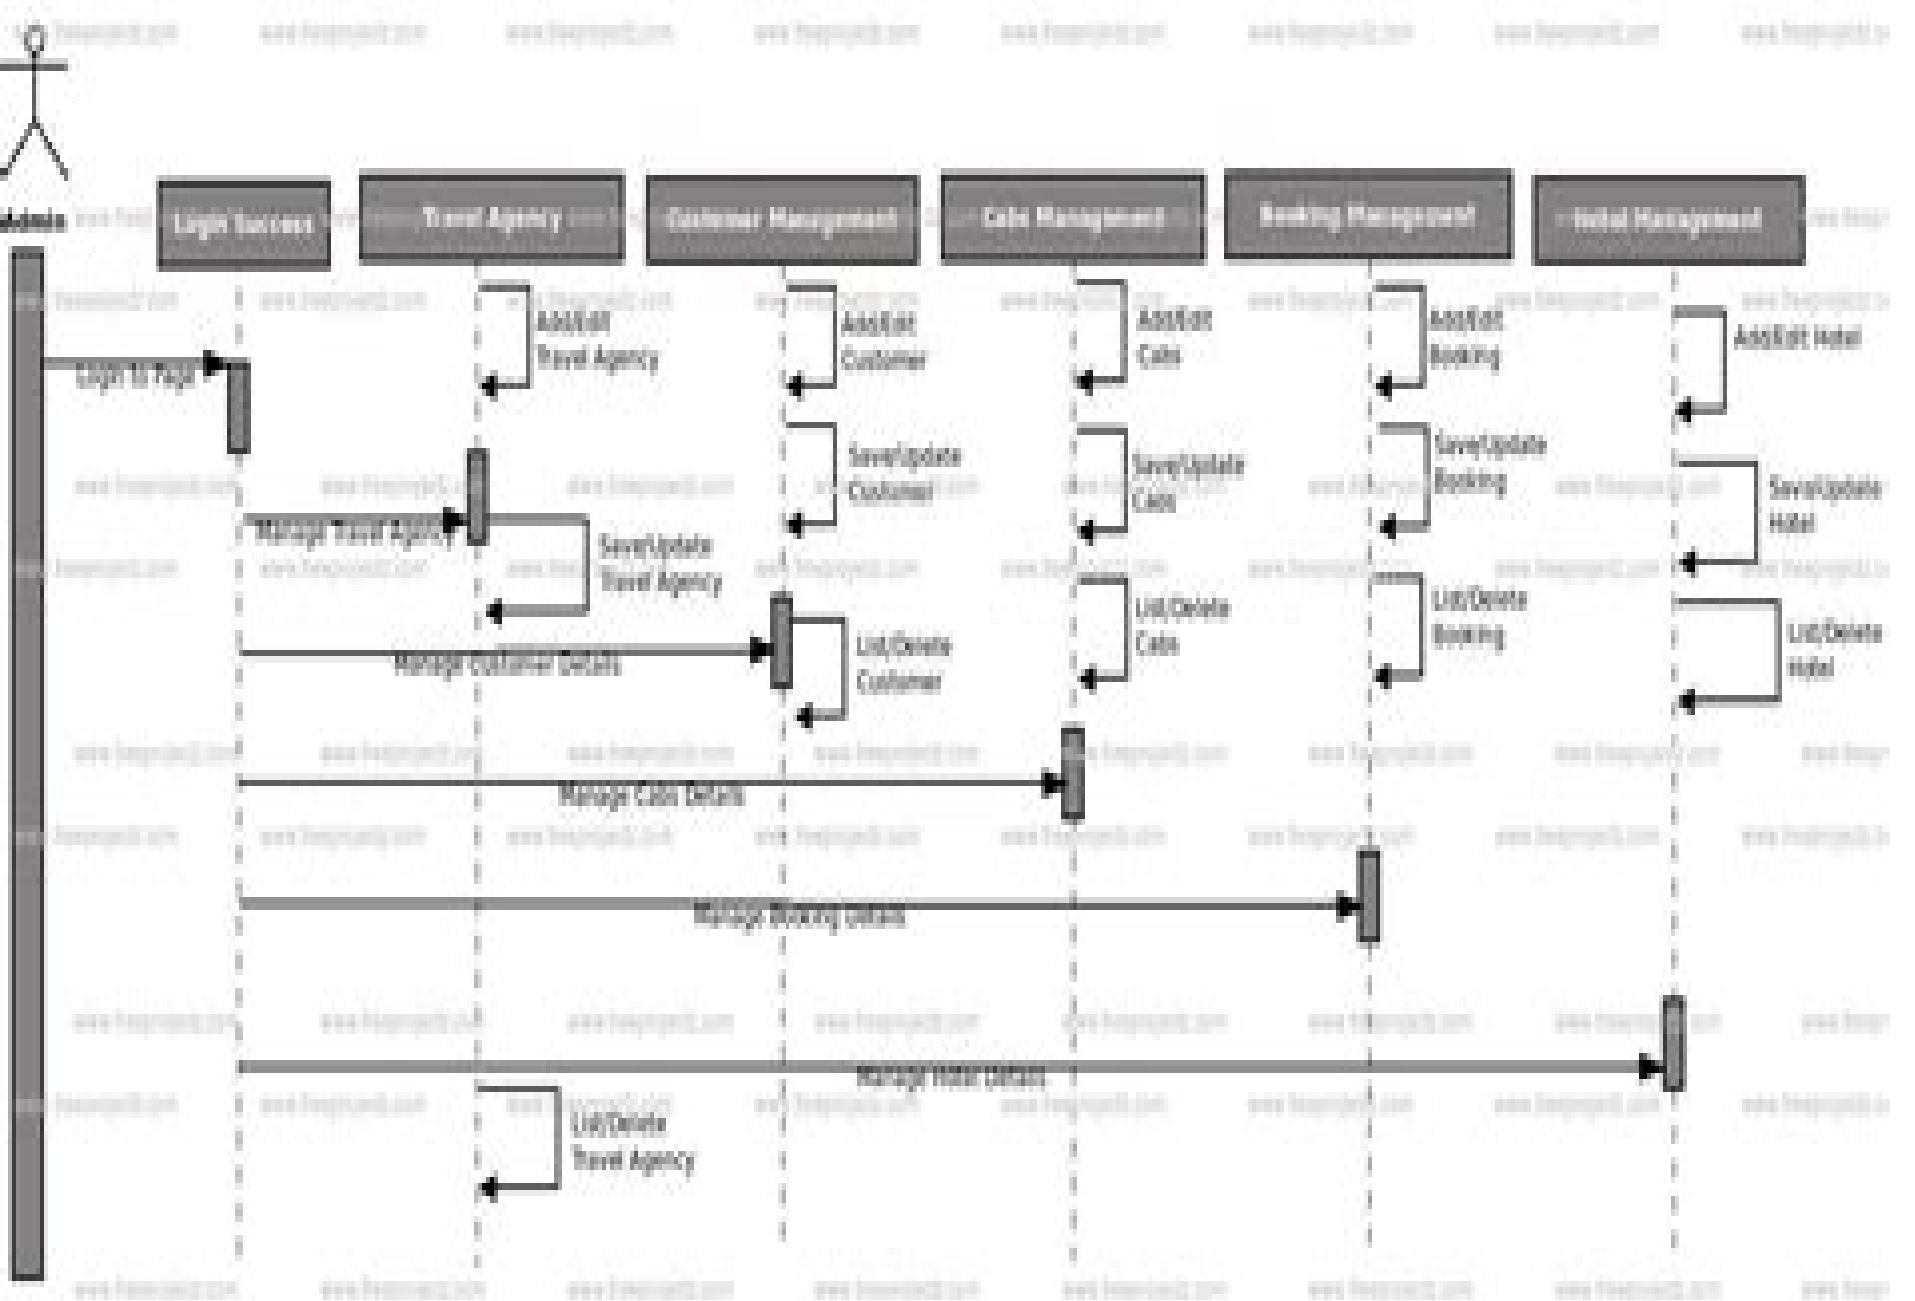 Admin
Login Success
Travel Agency
Customer Management
Cabs Management
Booking Management
Hotel Management
Add/Edit
Travel Agency
Add/Edit
Customer
Add/Edit
Cabs
Add/Edit
Booking
Add/Edit Hotel
Login to Page
Save/Update
Customer
Save/Update
Cabs
Save/Update
Booking
Save/Update
Hotel
Manage Travel Agency
Save/Update
Travel Agency
List/Delete
Customer
List/Delete
Cabs
List/Delete
Booking
List/Delete
Hotel
Manage Customer Details
Manage Cabs Details
Manage Booking Details
Manage Hotel Details
List/Delete
Travel Agency